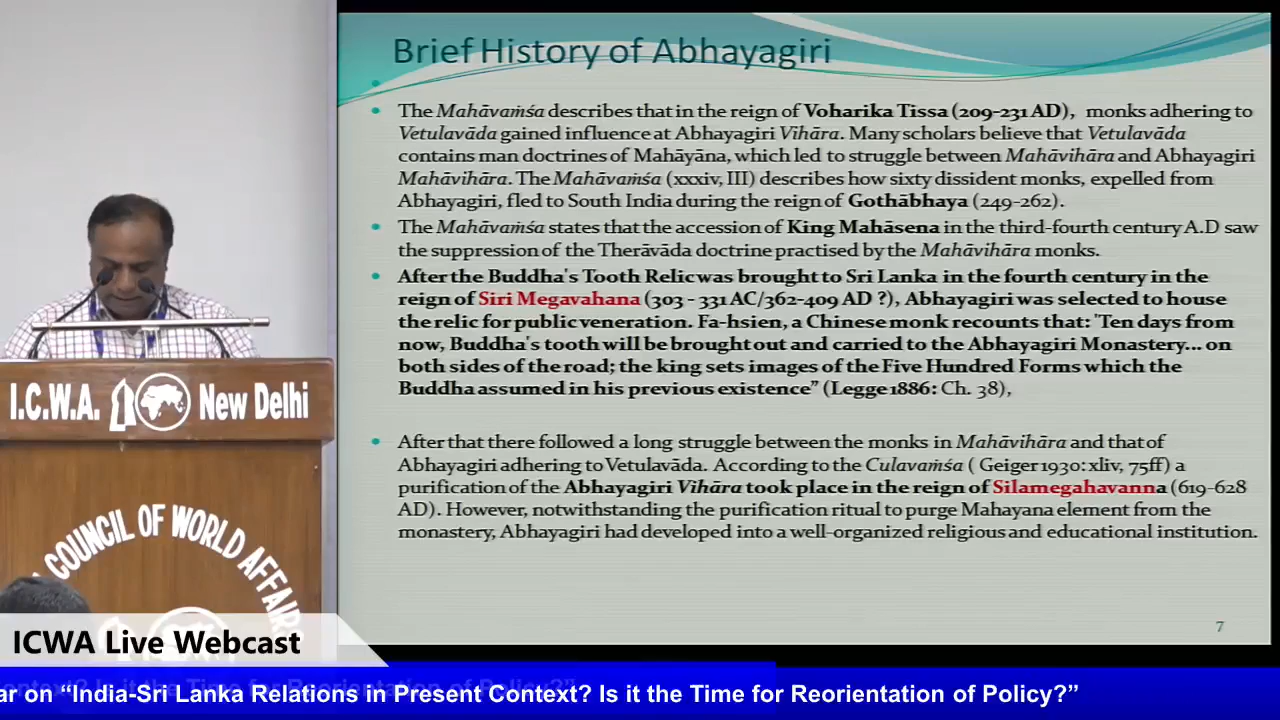 Brief History of Abhayagiri
The Mahāvaṁśa describes that in the reign of Voharika Tissa (209-231 AD), monks adhering to
Vetulavāda gained influence at Abhayagiri Vihāra. Many scholars believe that Vetulavāda
contains man doctrines of Mahāyāna, which led to struggle between Mahāvihāra and Abhayagiri
Mahāvihāra. The Mahāvaṁśa (xxxiv, III) describes how sixty dissident monks, expelled from
Abhayagiri, fled to South India during the reign of Gothābhaya (249-262).
The Mahāvaṁśa states that the accession of King Mahāsena in the third-fourth century A.D saw
the suppression of the Therāvāda doctrine practised by the Mahāvihāra monks.
After the Buddha's Tooth Relic was brought to Sri Lanka in the fourth century in the
reign of Siri Megavahana (303 - 331 AC/362-409 AD ?), Abhayagiri was selected to house
the relic for public veneration. Fa-hsien, a Chinese monk recounts that: 'Ten days from
now, Buddha's tooth will be brought out and carried to the Abhayagiri Monastery... on
both sides of the road; the king sets images of the Five Hundred Forms which the
Buddha assumed in his previous existence” (Legge 1886: Ch. 38),
After that there followed a long struggle between the monks in Mahāvihāra and that of
Abhayagiri adhering to Vetulavāda. According to the Culavaṁśa ( Geiger 1930: xliv, 75ff) a
purification of the Abhayagiri Vihāra took place in the reign of Silamegahavanna (619-628
AD). However, notwithstanding the purification ritual to purge Mahayana element from the
monastery, Abhayagiri had developed into a well-organized religious and educational institution.
7
I.C.W.A. New Delhi
COUNCIL OF WORLD AFFAIRS
ICWA Live Webcast
ar on “India-Sri Lanka Relations in Present Context? Is it the Time for Reorientation of Policy?”